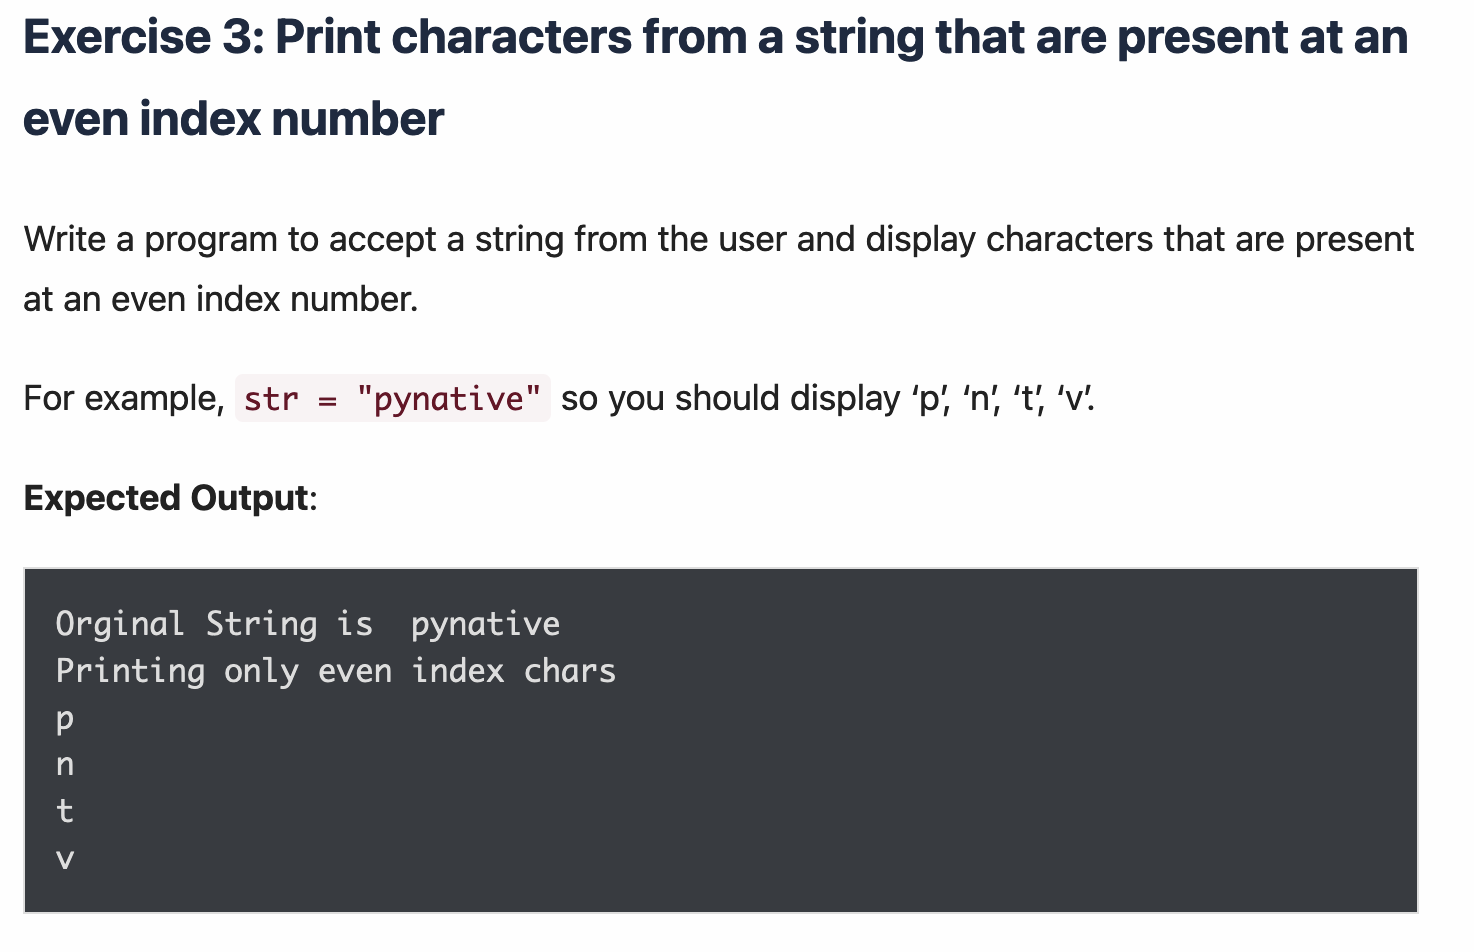 Exercise 3: Print characters from a string that are present at an
even index number
Write a program to accept a string from the user and display characters that are present
at an even index number.
For example, str = "pynative" so you should display ‘p’, ‘n’, ‘t’, ‘v’.
Expected Output:
Orginal String is  pynative
Printing only even index chars
p
n
t
v